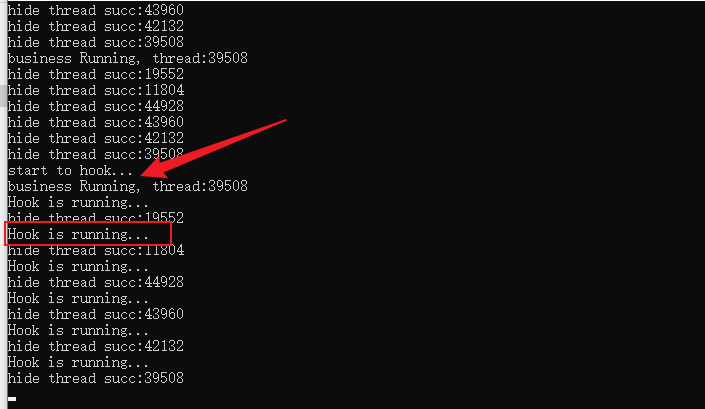 hide thread succ:43960
hide thread succ:42132
hide thread succ:39508
business Running, thread:39508
hide thread succ:19552
hide thread succ:11804
hide thread succ:44928
hide thread succ:43960
hide thread succ:42132
hide thread succ:39508
start to hook...
business Running, thread:39508
Hook is running...
hide thread succ:19552
Hook is running...
hide thread succ:11804
Hook is running...
hide thread succ:44928
Hook is running...
hide thread succ:43960
Hook is running...
hide thread succ:42132
Hook is running...
hide thread succ:39508